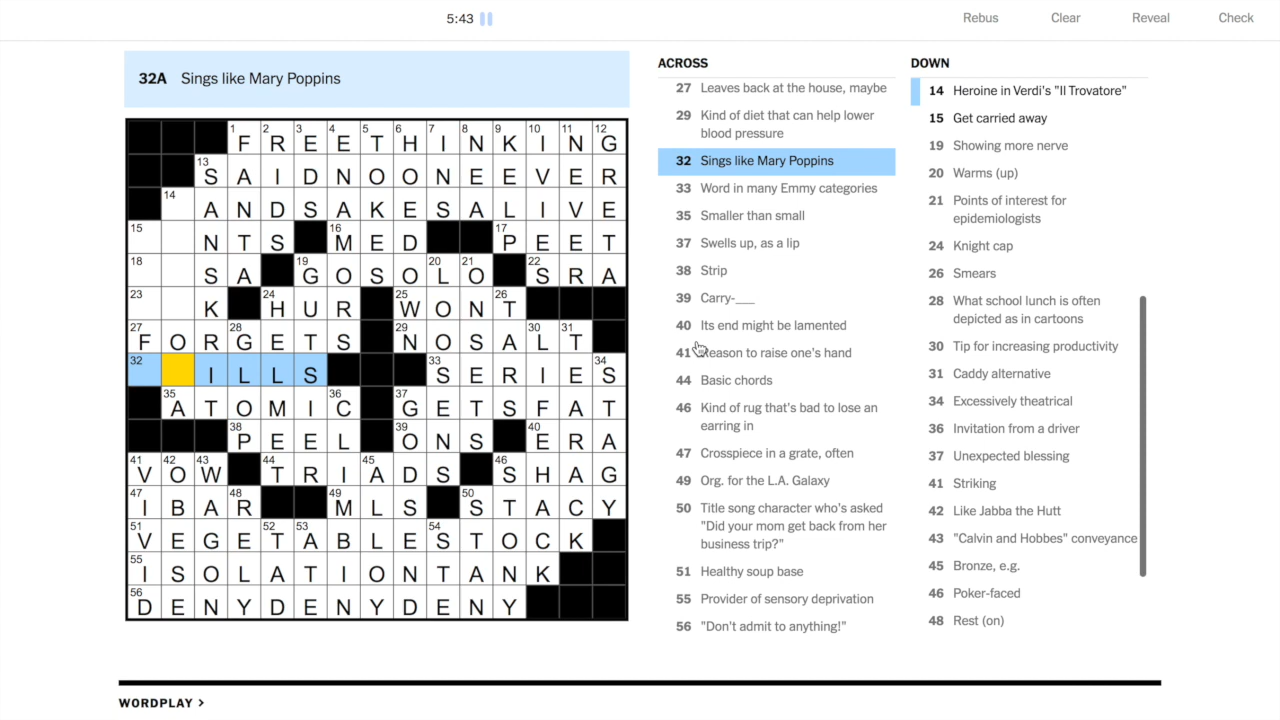 5:43
Rebus
Clear
Reveal
Check
32A Sings like Mary Poppins
1 2 3 4 5 6 7 8 9 10 11 12
F R E E T H I N K I N G
13
S A I D N O O N E E V E R
14
A N D S A K E S A L I V E
15 16 17
N T S M E D P E E T
18 19 20 21 22
S A G O S O L O S R A
23 24 25 26
K H U R W O N T
27 28 29 30 31
F O R G E T S N O S A L T
32 33 34
I L L S S E R I E S
35 36 37
A T O M I C G E T S F A T
38 39 40
P E E L O N S E R A
41 42 43 44 45 46
V O W T R I A D S S H A G
47 48 49 50
I B A R M L S S T A C Y
51 52 53 54
V E G E T A B L E S T O C K
55
I S O L A T I O N T A N K
56
D E N Y D E N Y D E N Y
ACROSS
27 Leaves back at the house, maybe
29 Kind of diet that can help lower
blood pressure
32 Sings like Mary Poppins
33 Word in many Emmy categories
35 Smaller than small
37 Swells up, as a lip
38 Strip
39 Carry-___
40 Its end might be lamented
41 Reason to raise one's hand
44 Basic chords
46 Kind of rug that's bad to lose an
earring in
47 Crosspiece in a grate, often
49 Org. for the L.A. Galaxy
50 Title song character who's asked
"Did your mom get back from her
business trip?"
51 Healthy soup base
55 Provider of sensory deprivation
56 "Don't admit to anything!"
DOWN
14 Heroine in Verdi's "Il Trovatore"
15 Get carried away
19 Showing more nerve
20 Warms (up)
21 Points of interest for
epidemiologists
24 Knight cap
26 Smears
28 What school lunch is often
depicted as in cartoons
30 Tip for increasing productivity
31 Caddy alternative
34 Excessively theatrical
36 Invitation from a driver
37 Unexpected blessing
41 Striking
42 Like Jabba the Hutt
43 "Calvin and Hobbes" conveyance
45 Bronze, e.g.
46 Poker-faced
48 Rest (on)
WORDPLAY >